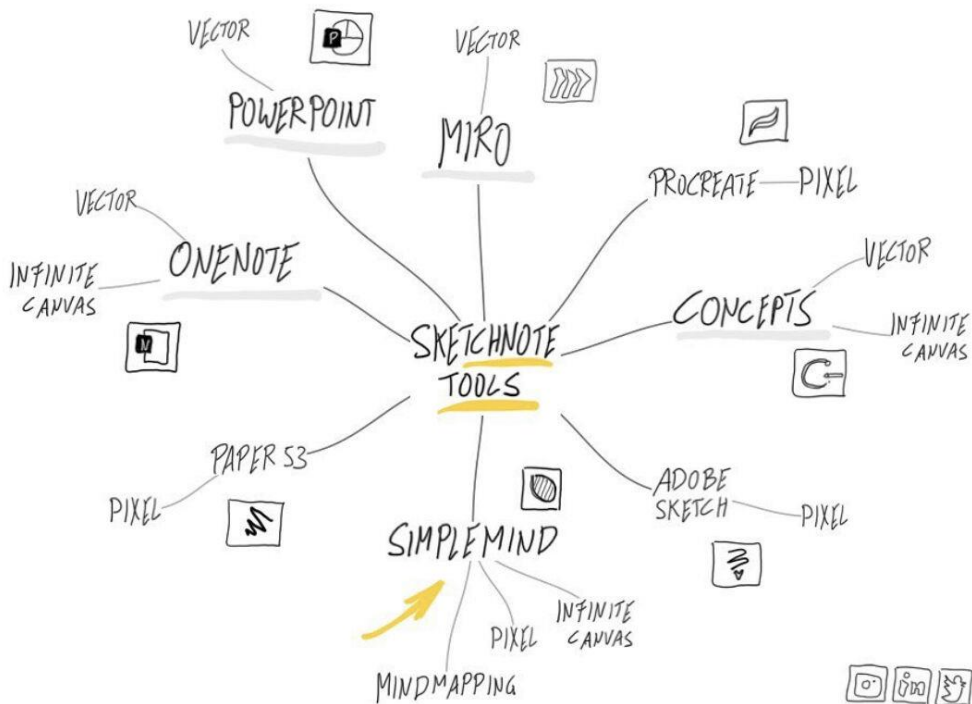 VECTOR
P
POWERPOINT
VECTOR
MIRO
PROCREATE
PIXEL
VECTOR
ONENOTE
INFINITE
CANVAS
N
VECTOR
CONCEPTS
INFINITE
CANVAS
SKETCHNOTE
TOOLS
PAPER 53
PIXEL
ADOBE
SKETCH
PIXEL
SIMPLEMIND
MINDMAPPING
PIXEL
INFINITE
CANVAS
in